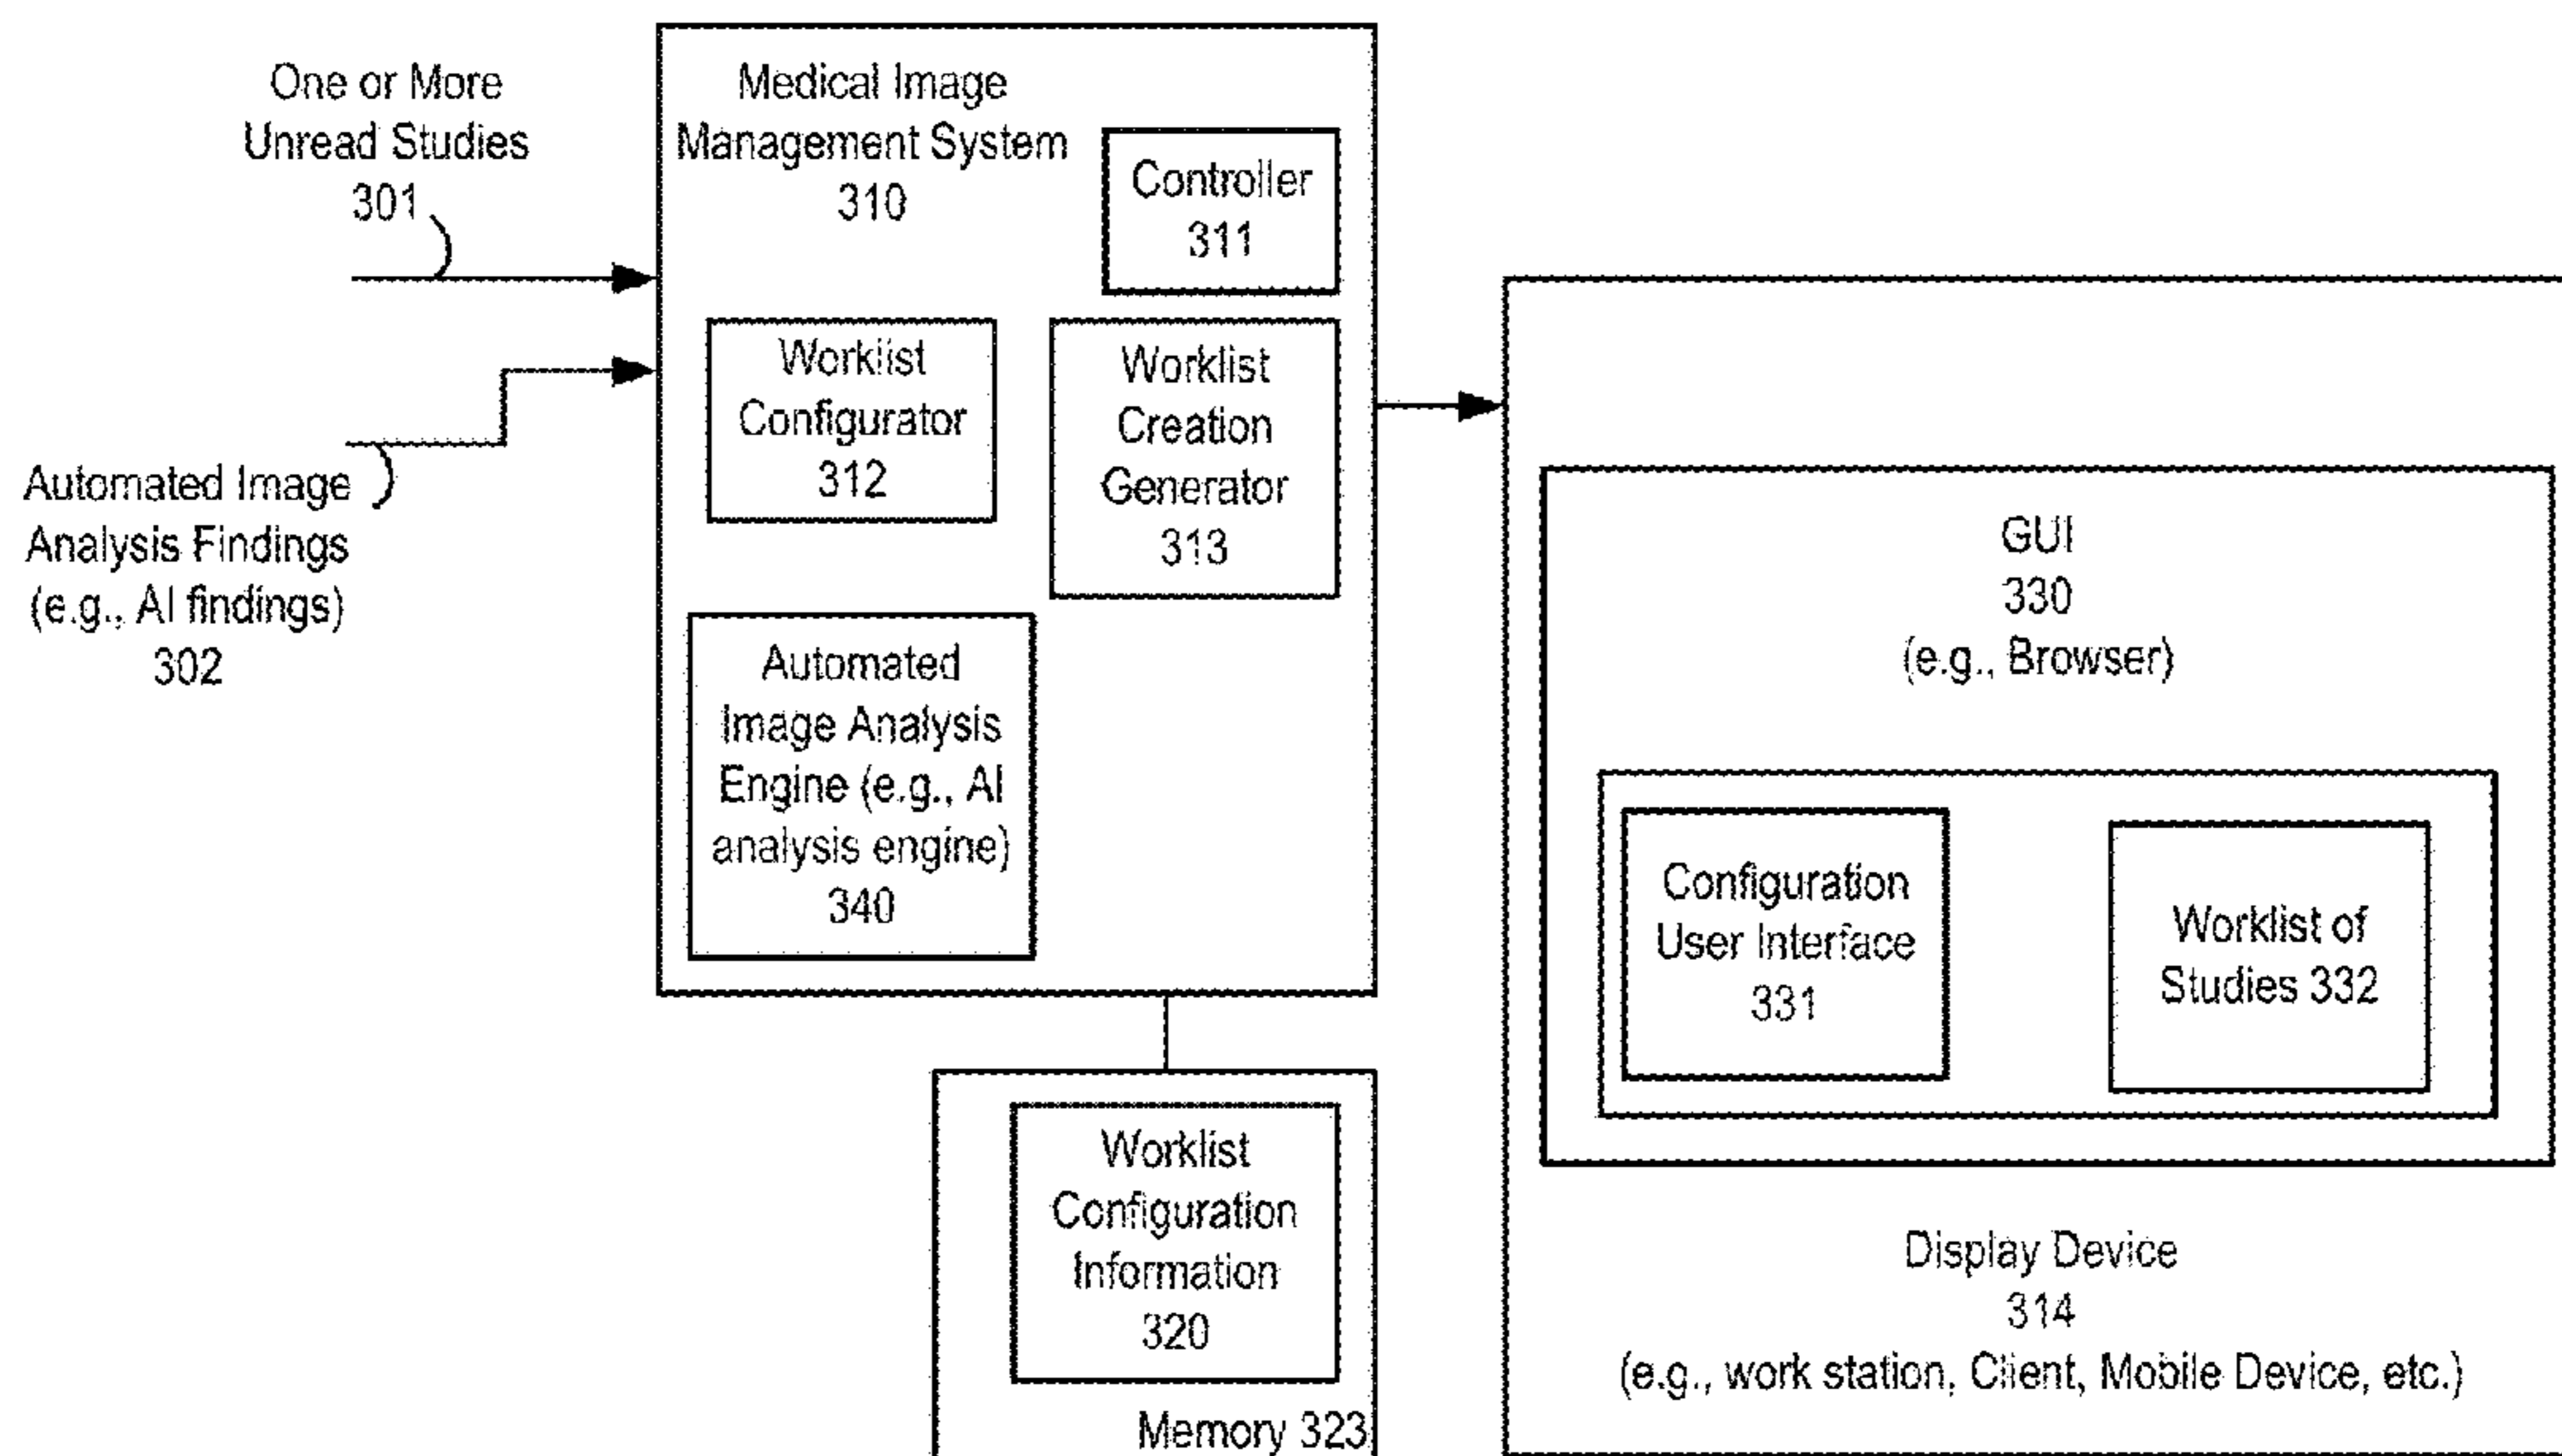 One or More
Unread Studies
301
Automated Image
Analysis Findings
(e.g., AI findings)
302
Medical Image
Management System
310
Controller
311
Worklist
Configurator
312
Worklist
Creation
Generator
313
Automated
Image Analysis
Engine (e.g., AI
analysis engine)
340
Worklist
Configuration
Information
320
Memory 323
GUI
330
(e.g., Browser)
Configuration
User Interface
331
Worklist of
Studies 332
Display Device
314
(e.g., work station, Client, Mobile Device, etc.)